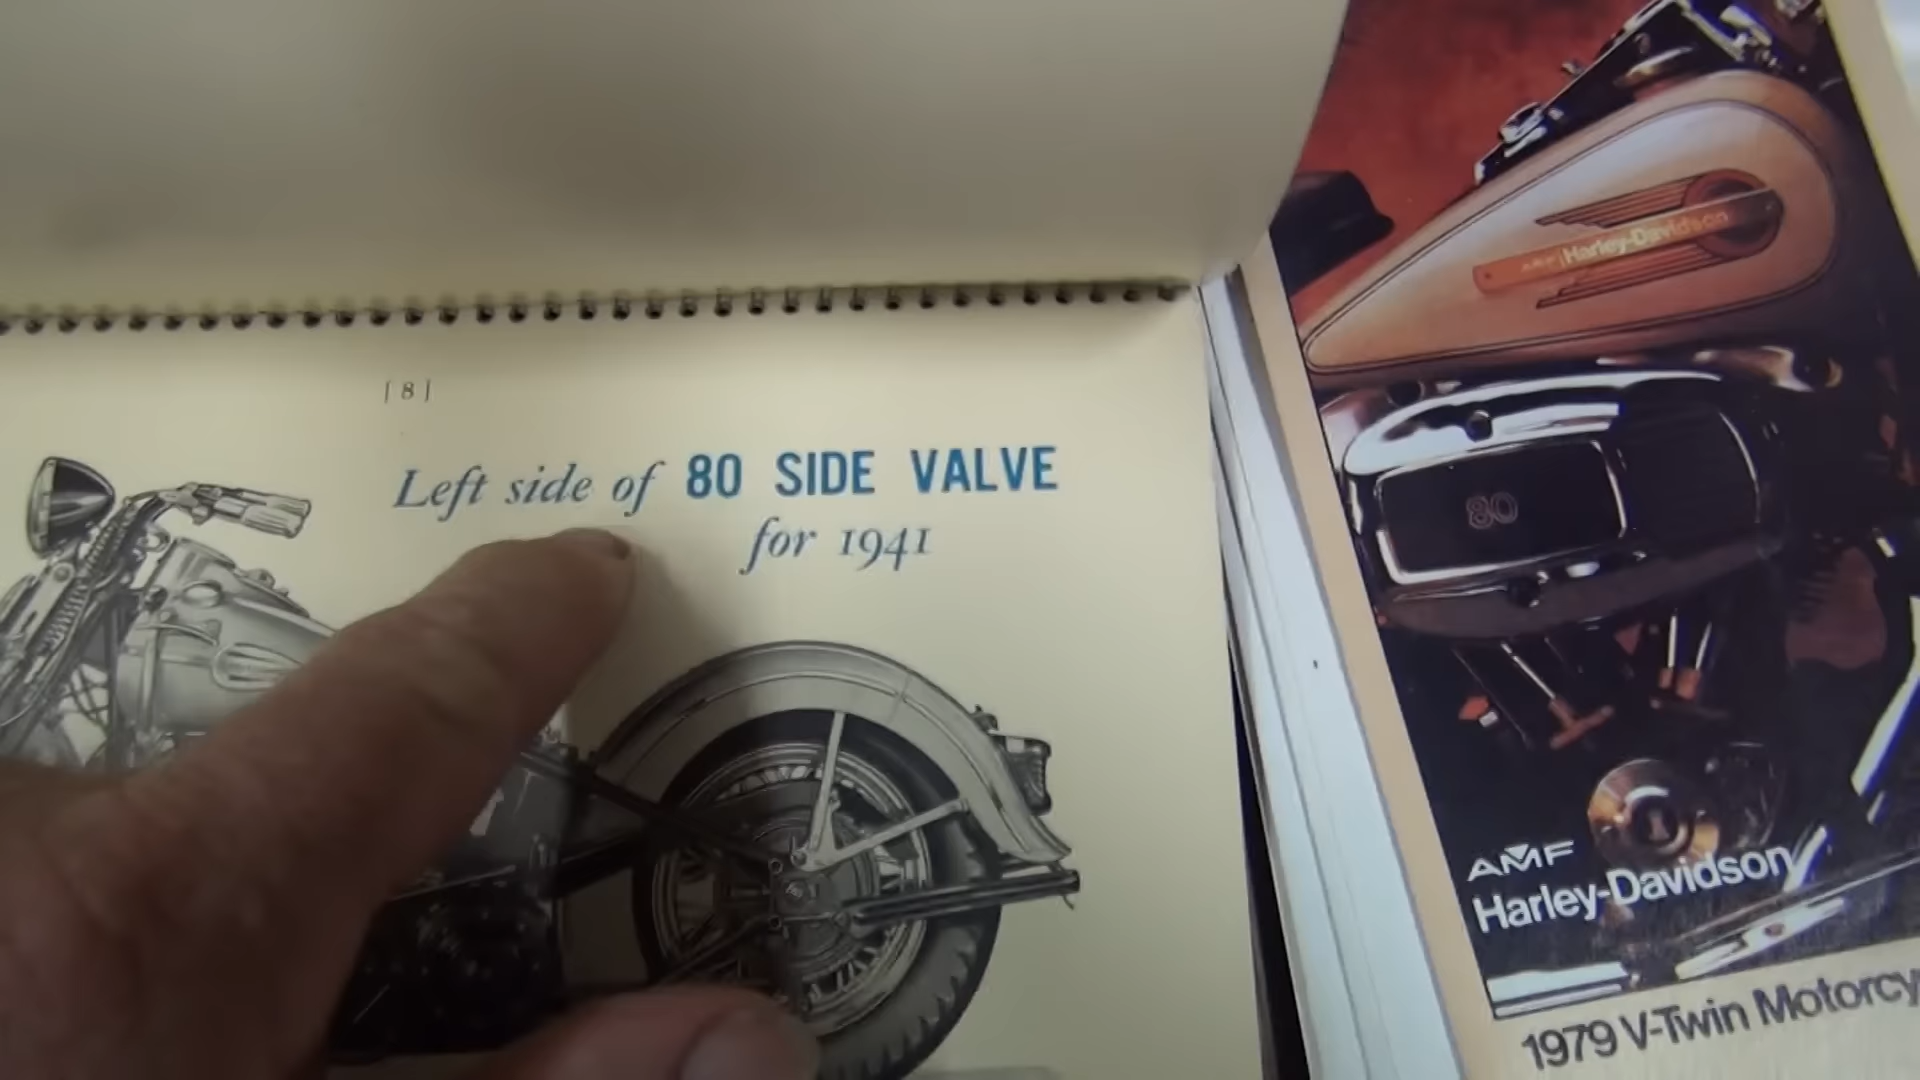 [8]
Left side of 80 SIDE VALVE
for 1941
AMF | Harley-Davidson
80
AMF
Harley-Davidson
1979 V-Twin Motorcy